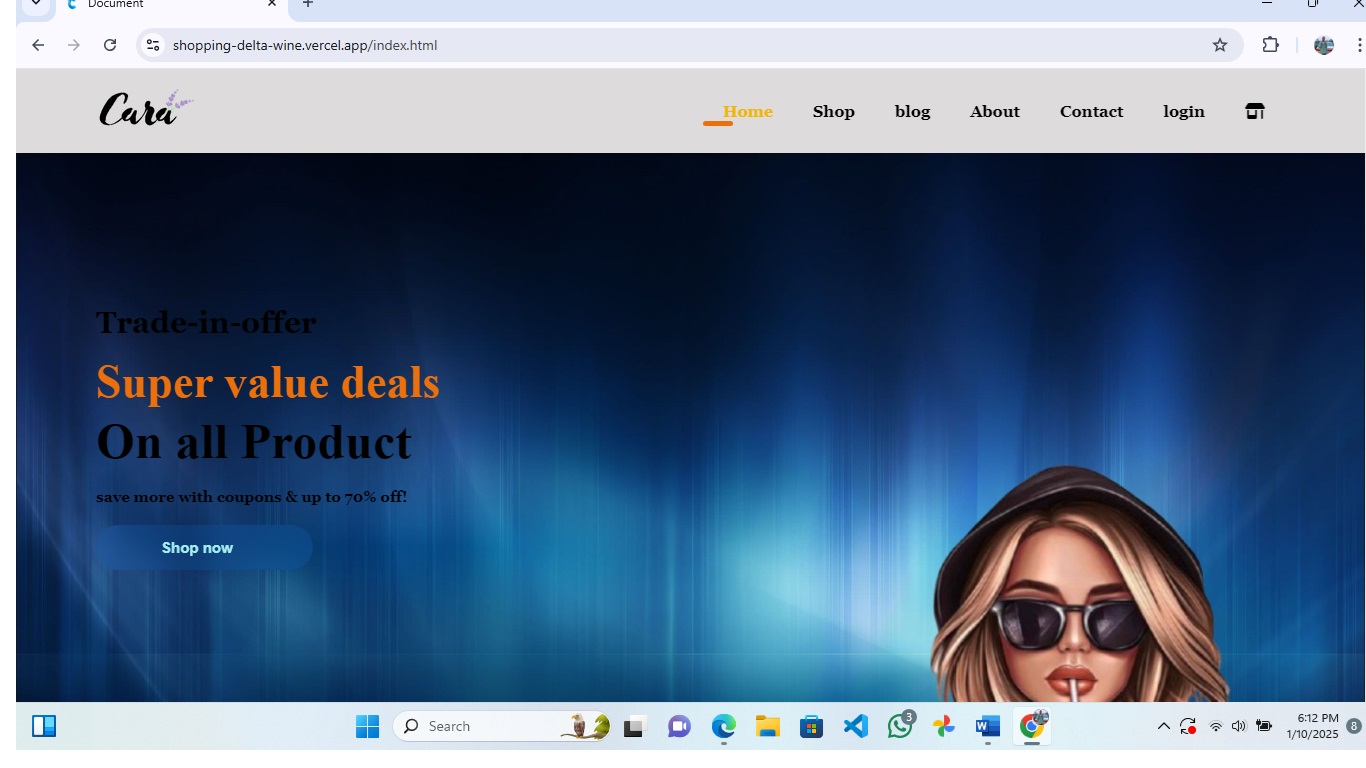 Document
shopping-delta-wine.vercel.app/index.html
Cara
Home Shop blog About Contact login
Trade-in-offer
Super value deals
On all Product
save more with coupons & up to 70% off!
Shop now
Search
3
6:12 PM
1/10/2025
8